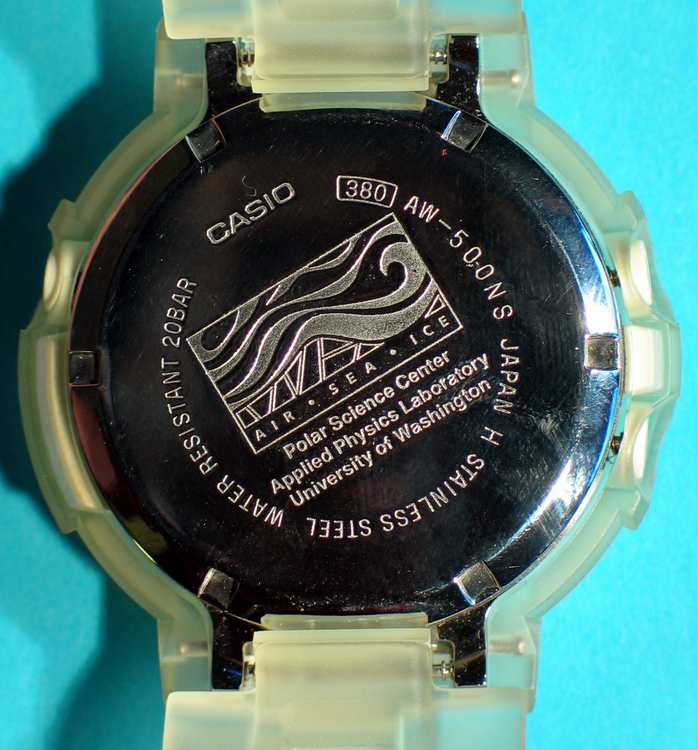 CASIO
380 AW-500NS JAPAN H STAINLESS STEEL WATER RESISTANT 20BAR
AIR • SEA • ICE
Polar Science Center
Applied Physics Laboratory
University of Washington